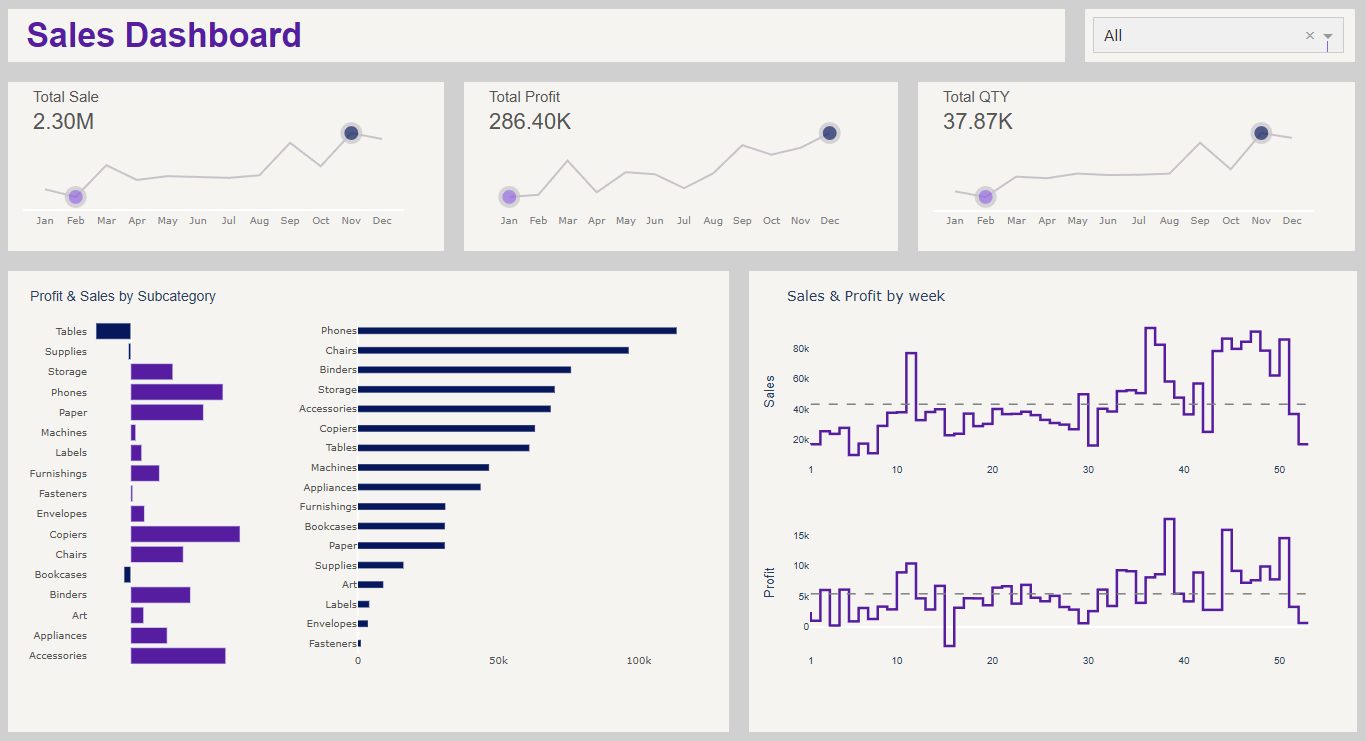 Sales Dashboard
All × 
Total Sale
2.30M
Jan Feb Mar Apr May Jun Jul Aug Sep Oct Nov Dec
Total Profit
286.40K
Jan Feb Mar Apr May Jun Jul Aug Sep Oct Nov Dec
Total QTY
37.87K
Jan Feb Mar Apr May Jun Jul Aug Sep Oct Nov Dec
Profit & Sales by Subcategory
Tables
Supplies
Storage
Phones
Paper
Machines
Labels
Furnishings
Fasteners
Envelopes
Copiers
Chairs
Bookcases
Binders
Art
Appliances
Accessories
Phones
Chairs
Binders
Storage
Accessories
Copiers
Tables
Machines
Appliances
Furnishings
Bookcases
Paper
Supplies
Art
Labels
Envelopes
Fasteners
0 50k 100k
Sales & Profit by week
Sales
80k
60k
40k
20k
1 10 20 30 40 50
Profit
15k
10k
5k
0
1 10 20 30 40 50